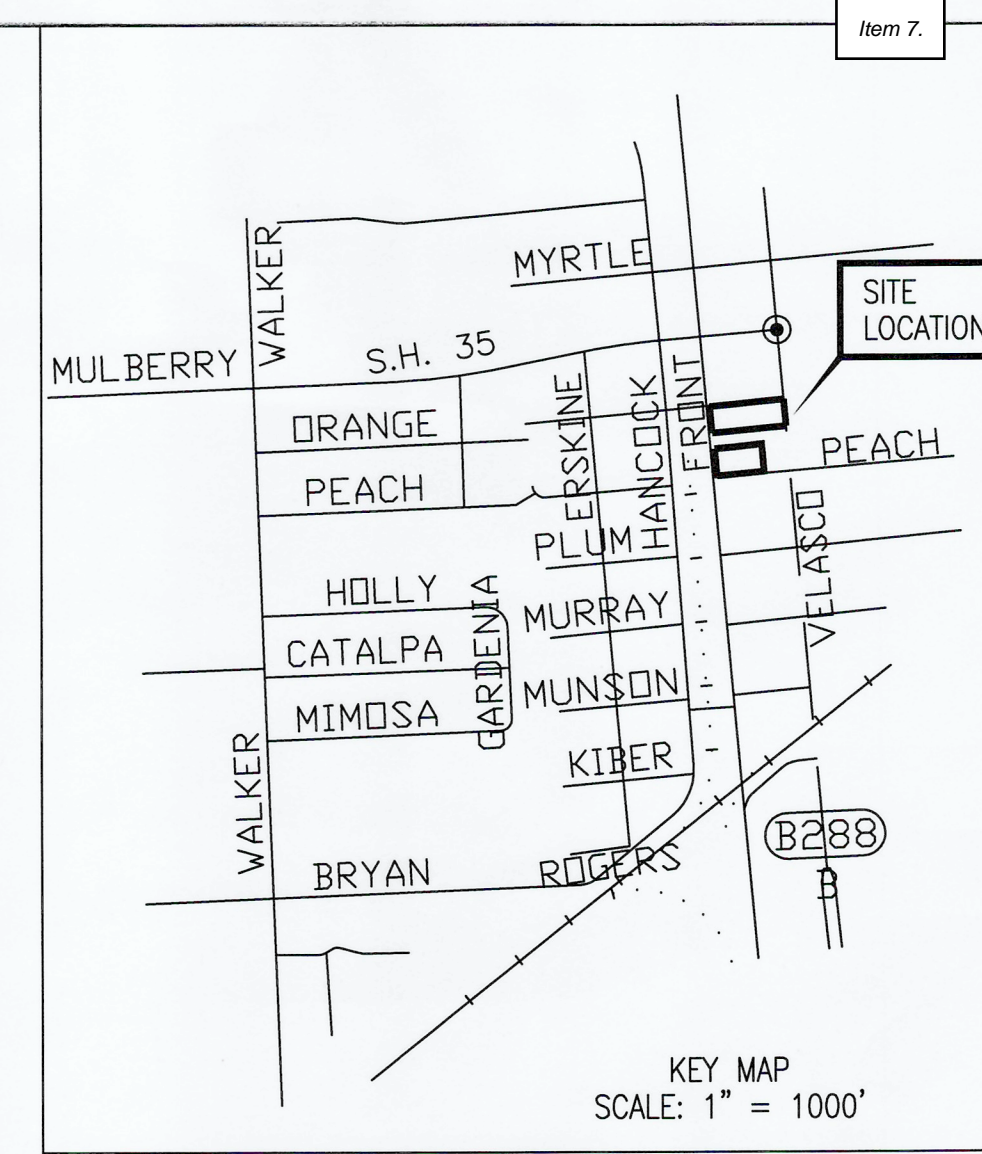 Item 7.
WALKER
MYRTLE
SITE
LOCATION
MULBERRY
S.H. 35
ERSKINE
HANCOCK
FRONT
ORANGE
PEACH
PEACH
PLUM
VELASCO
HOLLY
GARDENIA
MURRAY
CATALPA
MUNSON
MIMOSA
KIBER
WALKER
B288
BRYAN
ROGERS
B
KEY MAP
SCALE: 1" = 1000'